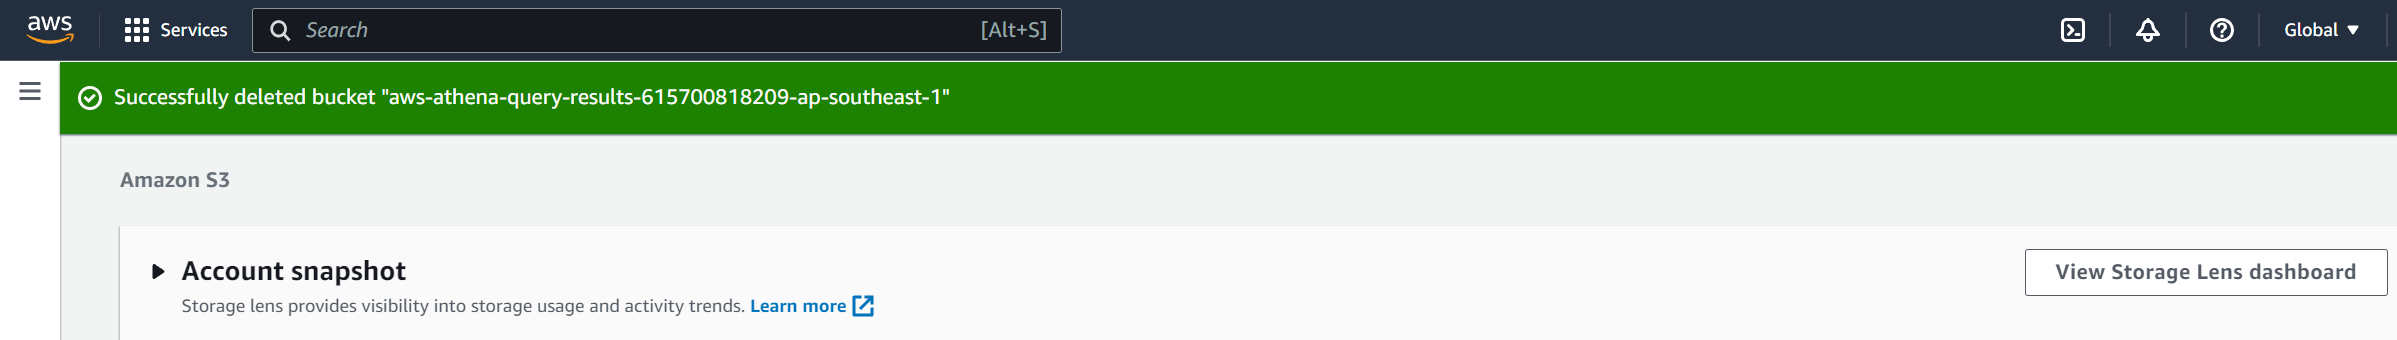 aws
Services
Search
[Alt+S]
Global
Successfully deleted bucket "aws-athena-query-results-615700818209-ap-southeast-1"
Amazon S3
Account snapshot
View Storage Lens dashboard
Storage lens provides visibility into storage usage and activity trends. Learn more